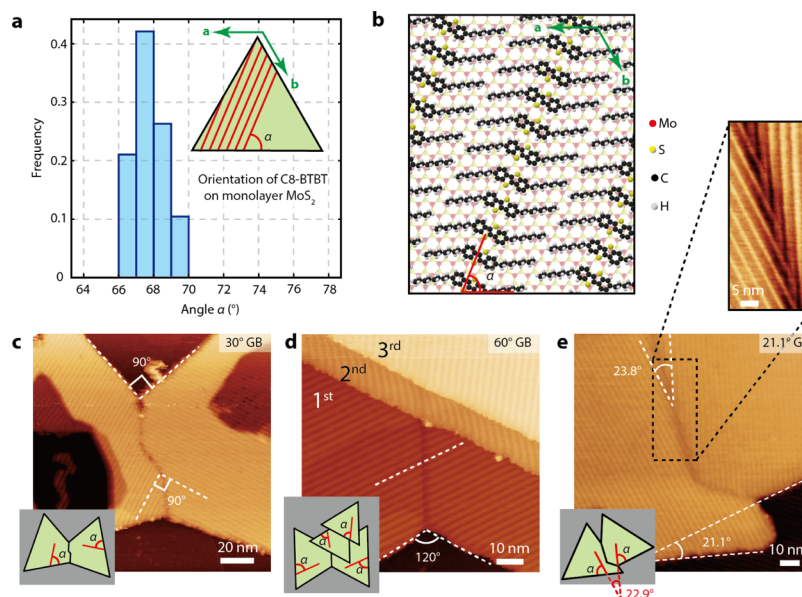 a
0.4
0.3
0.2
0.1
0
Frequency
64 66 68 70 72 74 76 78
Angle α (°)
a
b
α
Orientation of C8-BTBT
on monolayer MoS2
b
a
b
α
Mo
S
C
H
5 nm
c
30° GB
90°
90°
α
α
20 nm
d
60° GB
3rd
2nd
1st
120°
α
α
α
α
10 nm
e
23.8°
21.1°
α
α
22.9°
10 nm